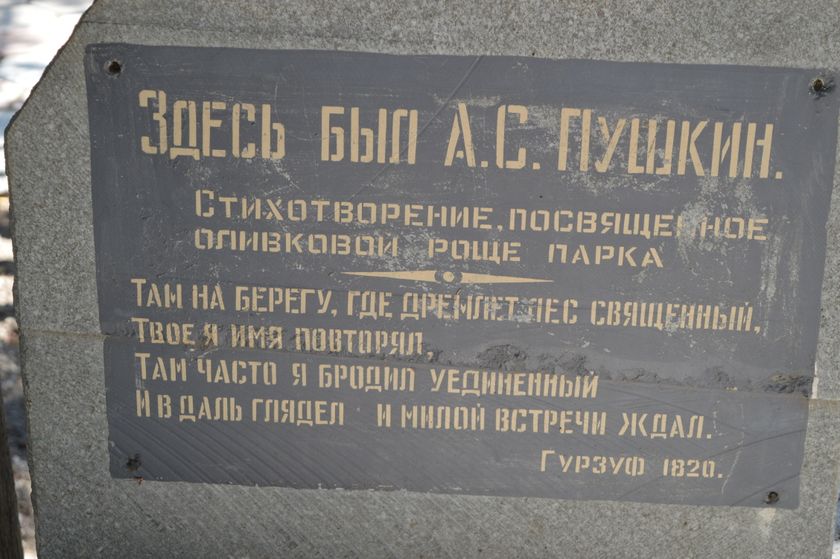 ЗДЕСЬ БЫЛ А.С. ПУШКИН.
СТИХОТВОРЕНИЕ, ПОСВЯЩЕННОЕ
ОЛИВКОВОЙ РОЩЕ ПАРКА
ТАМ НА БЕРЕГУ, ГДЕ ДРЕМЛЕТ ЛЕС СВЯЩЕННЫЙ,
ТВОЕ Я ИМЯ ПОВТОРЯЛ,
ТАМ ЧАСТО Я БРОДИЛ УЕДИНЕННЫЙ
И В ДАЛЬ ГЛЯДЕЛ И МИЛОЙ ВСТРЕЧИ ЖДАЛ.
ГУРЗУФ 1820.